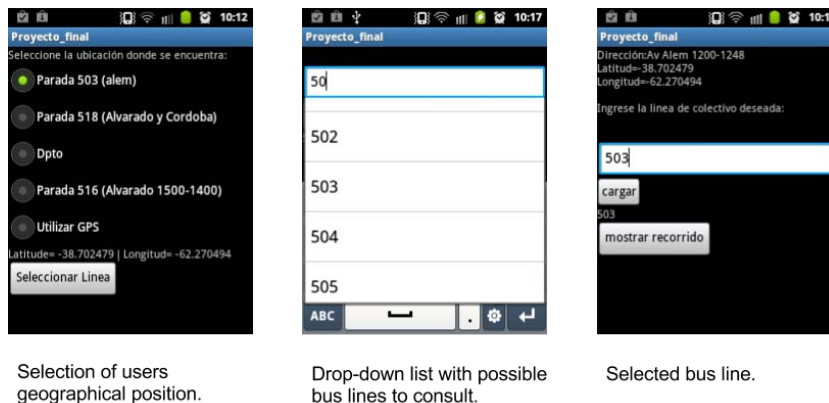 10:12
Proyecto_final
Seleccione la ubicación donde se encuentra:
Parada 503 (alem)
Parada 518 (Alvarado y Cordoba)
Dpto
Parada 516 (Alvarado 1500-1400)
Utilizar GPS
Latitude= -38.702479 | Longitud= -62.270494
Seleccionar Linea
10:17
Proyecto_final
50
502
503
504
505
ABC
.
10:1
Proyecto_final
Dirección:Av Alem 1200-1248
Latitud=-38.702479
Longitud=-62.270494
Ingrese la linea de colectivo deseada:
503
cargar
503
mostrar recorrido
Selection of users
geographical position.
Drop-down list with possible
bus lines to consult.
Selected bus line.